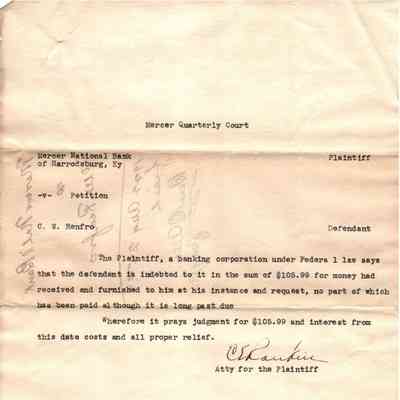 Mercer Quarterly Court
Mercer National Bank Plaintiff
of Harrodsburg, Ky
-v- Petition
C. W. Renfro Defendant
The Plaintiff, a banking corporation under Federa l law says
that the defendant is indebted to it in the sum of $105.99 for money had
received and furnished to him at his instance and request, no part of which
has been paid although it is long past due
Wherefore it prays judgment for $105.99 and interest from
this date costs and all proper relief.
C E Rankin
Atty for the Plaintiff